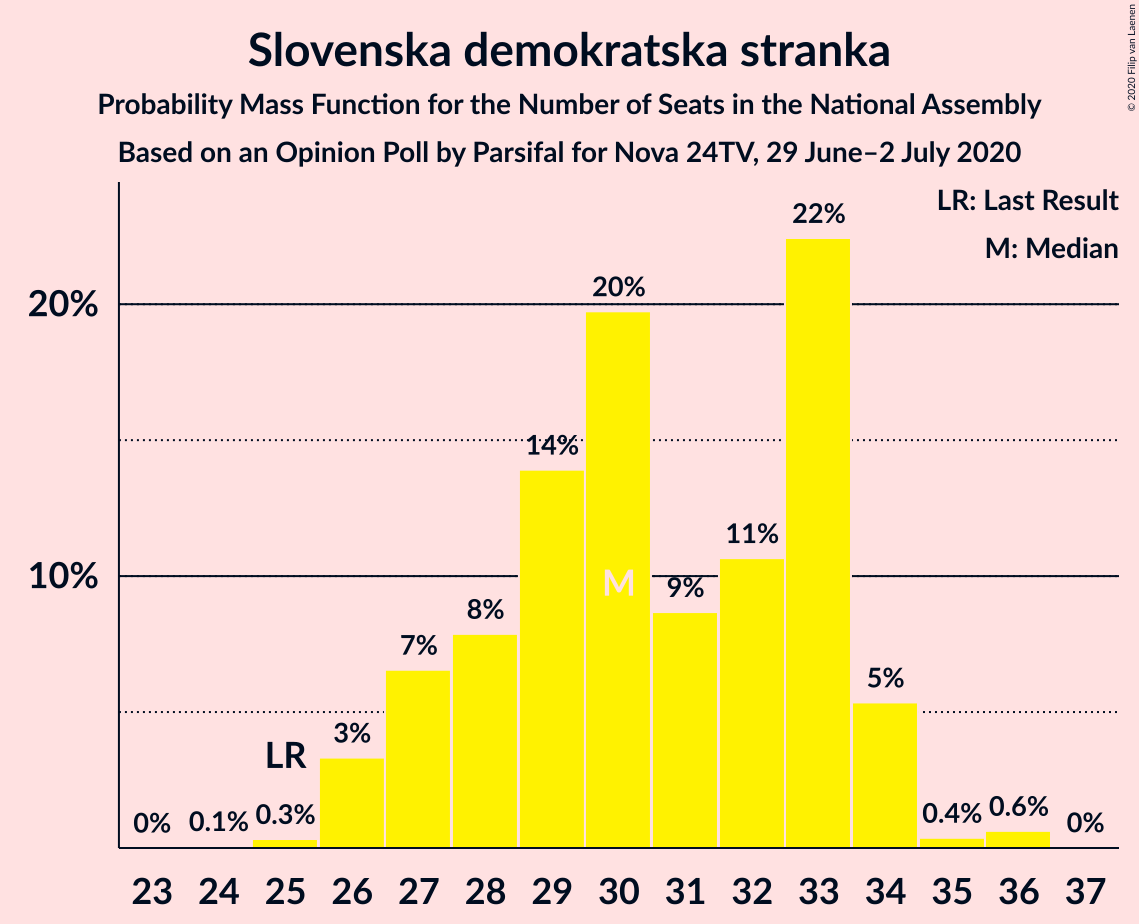 Slovenska demokratska stranka
Probability Mass Function for the Number of Seats in the National Assembly
Based on an Opinion Poll by Parsifal for Nova 24TV, 29 June–2 July 2020
© 2020 Filip van Laenen
LR: Last Result
M: Median
22%
20%
20%
14%
11%
10%
M
9%
8%
7%
5%
3%
LR
0%
0.1%
0.3%
0.4%
0.6%
0%
23 24 25 26 27 28 29 30 31 32 33 34 35 36 37